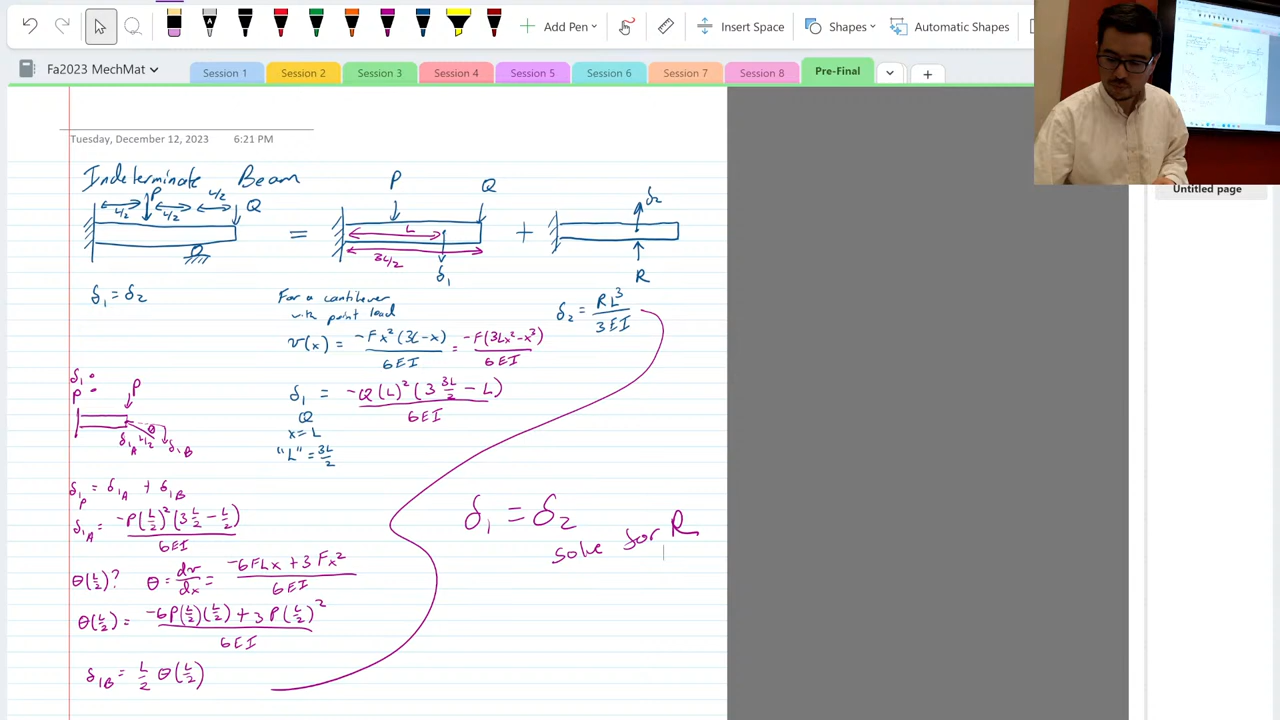 Add Pen
Insert Space
Shapes
Automatic Shapes
Fa2023 MechMat
Session 1
Session 2
Session 3
Session 4
Session 5
Session 6
Session 7
Session 8
Pre-Final
Untitled page
Tuesday, December 12, 2023 6:21 PM
Indeterminate Beam
L/2 P L/2 L/2 Q
=
P Q
L
3L/2
δ₁
+
δ₂
R
δ₁ = δ₂
For a cantilever
with point load
v(x) = -Fx²(3L-x)/6EI = -F(3Lx²-x³)/6EI
δ₂ = RL³/3EI
δ₁ = -Q(L)²(3 3L/2 - L)/6EI
Q
x = L
"L" = 3L/2
δ₁ .
P .
P
θ
δ₁A L/2 δ₁B
δ₁P = δ₁A + δ₁B
δ₁A = -P(L/2)²(3 L/2 - L/2)/6EI
θ(L/2)? θ = dv/dx = -6FLx + 3Fx²/6EI
θ(L/2) = -6P(L/2)(L/2) + 3P(L/2)²/6EI
δ₁B = L/2 θ(L/2)
δ₁ = δ₂
solve for R